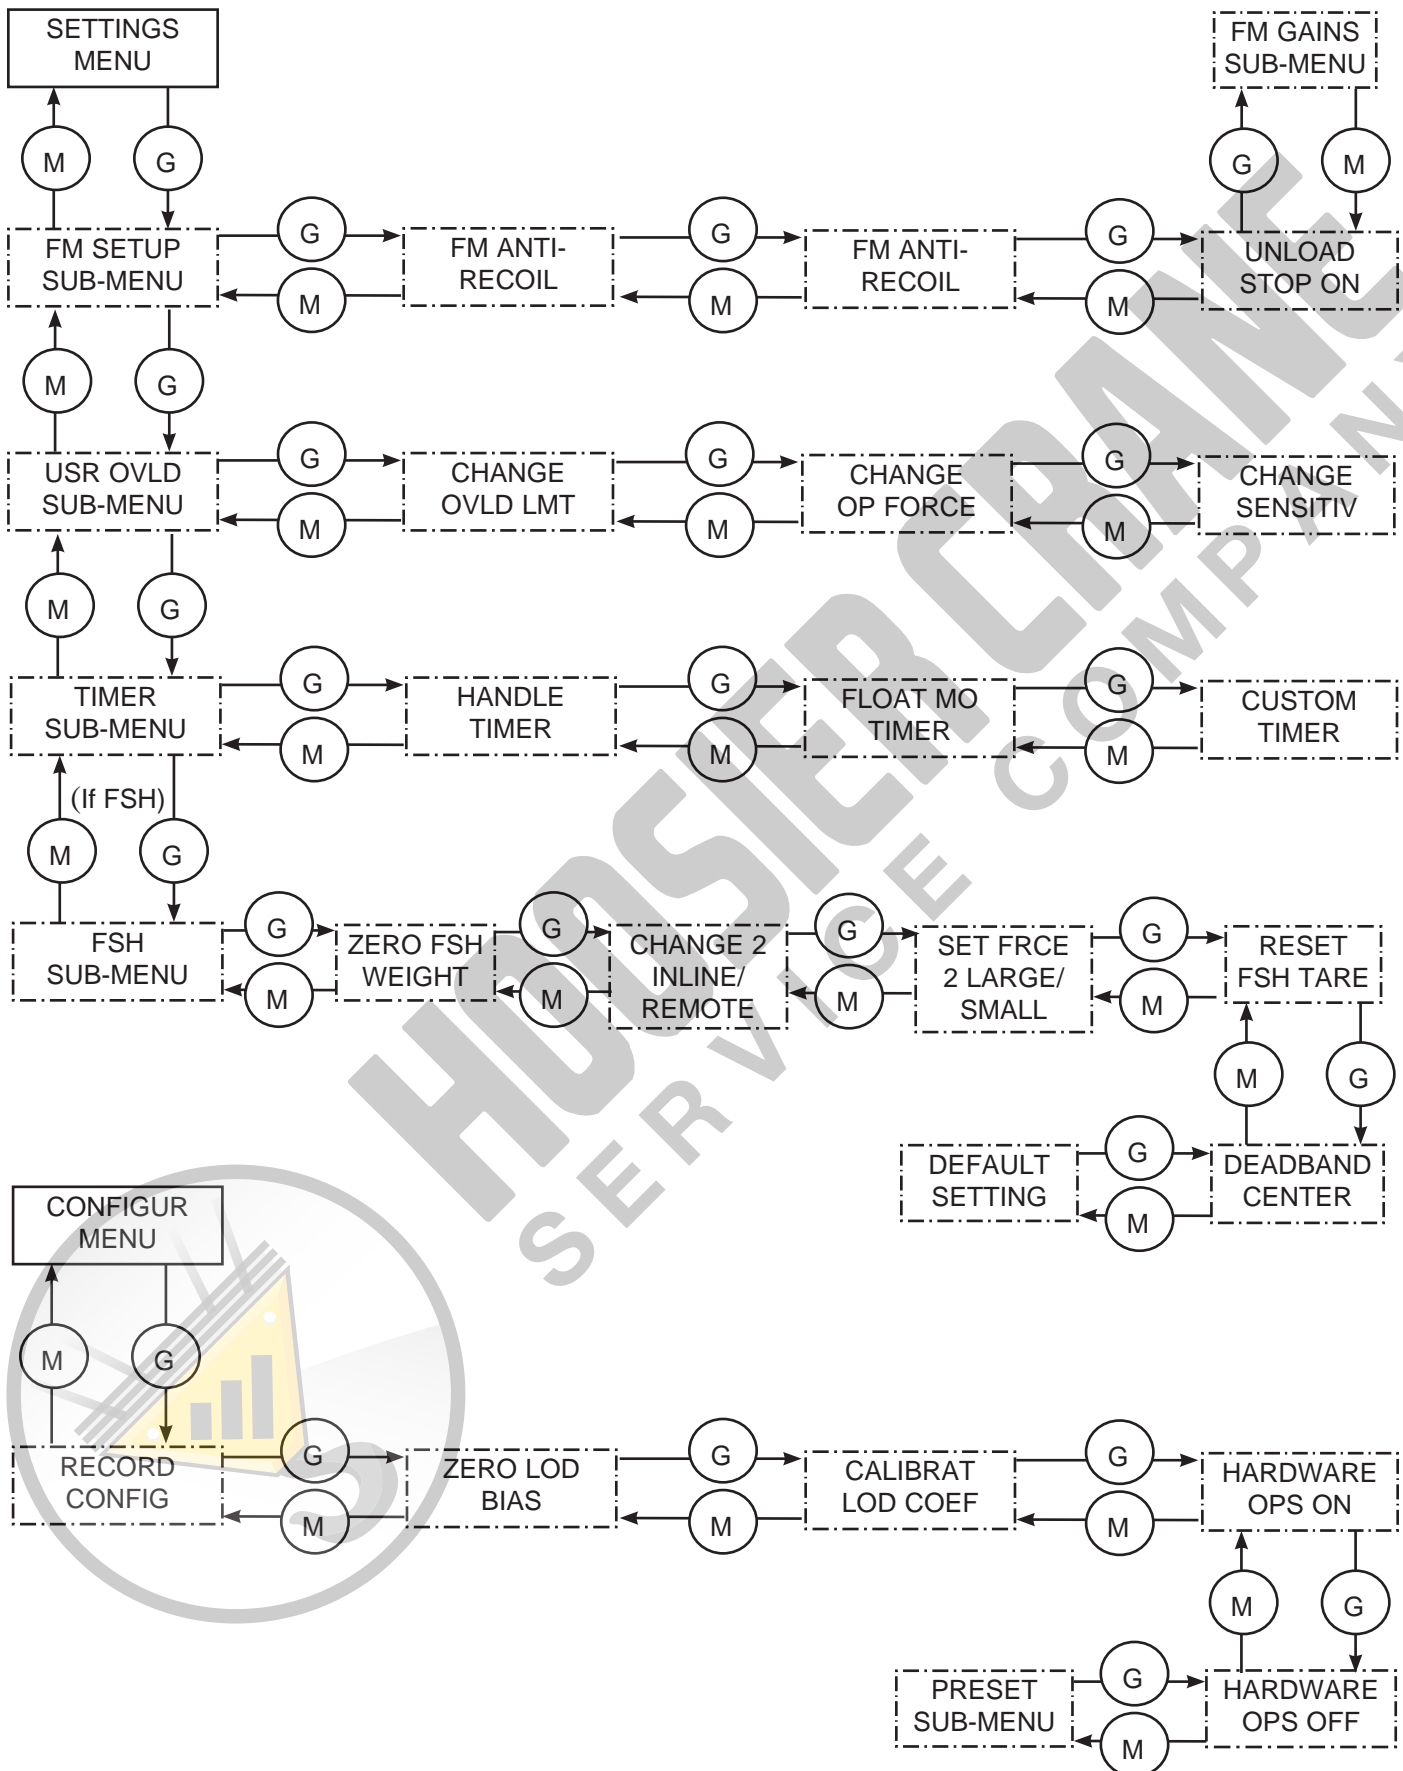 SETTINGS
MENU
FM GAINS
SUB-MENU
M
G
G
M
FM SETUP
SUB-MENU
G
M
FM ANTI-
RECOIL
G
M
FM ANTI-
RECOIL
G
M
UNLOAD
STOP ON
M
G
USR OVLD
SUB-MENU
G
M
CHANGE
OVLD LMT
G
M
CHANGE
OP FORCE
G
M
CHANGE
SENSITIV
M
G
TIMER
SUB-MENU
G
M
HANDLE
TIMER
G
M
FLOAT MO
TIMER
G
M
CUSTOM
TIMER
(If FSH)
M
G
FSH
SUB-MENU
G
M
ZERO FSH
WEIGHT
G
M
CHANGE 2
INLINE/
REMOTE
G
M
SET FRCE
2 LARGE/
SMALL
G
M
RESET
FSH TARE
M
G
DEFAULT
SETTING
G
M
DEADBAND
CENTER
CONFIGUR
MENU
M
G
RECORD
CONFIG
G
M
ZERO LOD
BIAS
G
M
CALIBRAT
LOD COEF
G
M
HARDWARE
OPS ON
M
G
PRESET
SUB-MENU
G
M
HARDWARE
OPS OFF
HOOSIER CRANE
SERVICE COMPANY